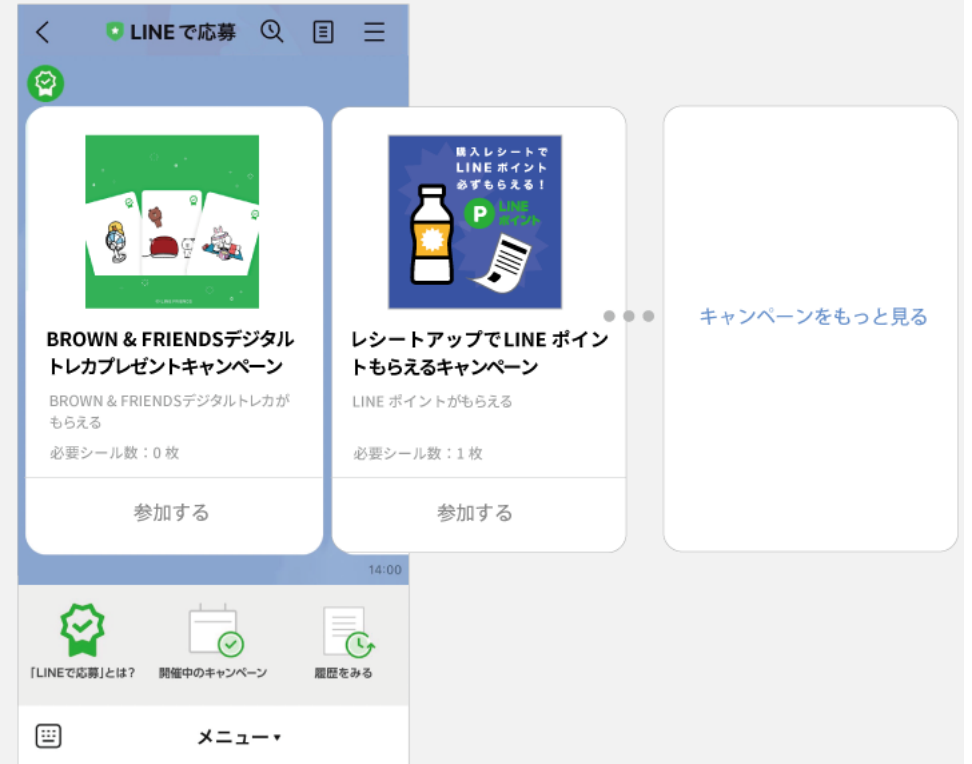 LINEで応募
購入レシートで
LINE ポイント
必ずもらえる！
P
LINE
ポイント
BROWN & FRIENDSデジタル
トレカプレゼントキャンペーン
BROWN & FRIENDSデジタルトレカが
もらえる
必要シール数：0 枚
参加する
レシートアップでLINE ポイン
トもらえるキャンペーン
LINE ポイントがもらえる
必要シール数：1 枚
参加する
キャンペーンをもっと見る
14:00
「LINEで応募」とは？
開催中のキャンペーン
履歴をみる
メニュー▾